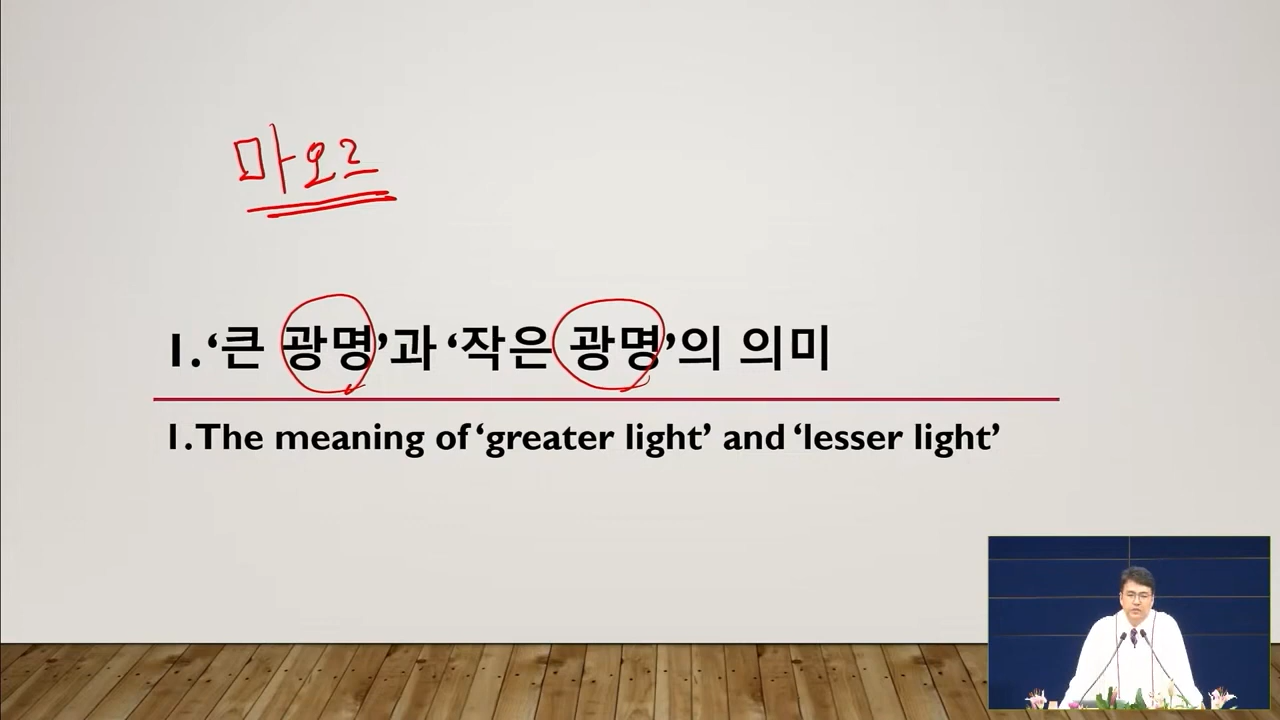 마오르
1. ‘큰 광명’과 ‘작은 광명’의 의미
1. The meaning of ‘greater light’ and ‘lesser light’